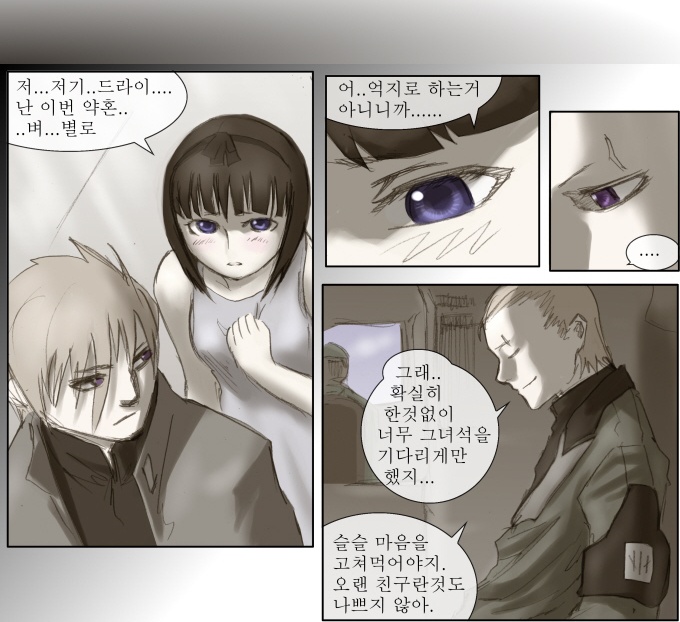 저...저기..드라이....
난 이번 약혼..
..벼...별로
어..억지로 하는거
아니니까......
....
그래..
확실히
한것없이
너무 그녀석을
기다리게만
했지...
슬슬 마음을
고쳐먹어야지.
오랜 친구란것도
나쁘지 않아.